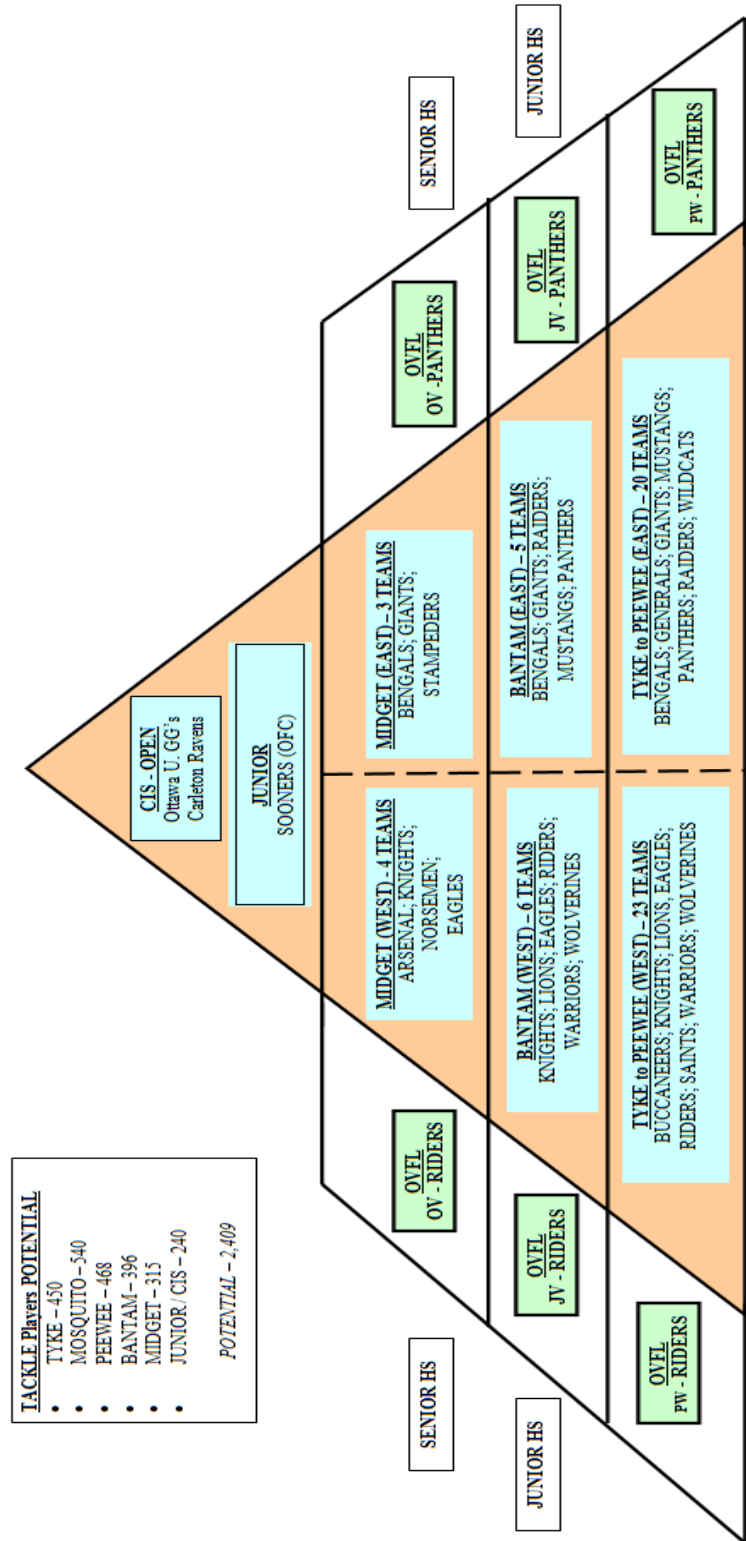 TACKLE Players POTENTIAL
• TYKE – 450
• MOSQUITO – 540
• PEEWEE – 468
• BANTAM – 396
• MIDGET – 315
• JUNIOR / CIS – 240
POTENTIAL – 2,409
CIS - OPEN
Ottawa U. GG's
Carleton Ravens
JUNIOR
SOONERS (OFC)
SENIOR HS
OVFL
OV - RIDERS
MIDGET (WEST) – 4 TEAMS
ARSENAL; KNIGHTS;
NORSEMEN;
EAGLES
MIDGET (EAST) – 3 TEAMS
BENGALS; GIANTS;
STAMPEDERS
OVFL
OV -PANTHERS
SENIOR HS
JUNIOR HS
OVFL
JV - RIDERS
BANTAM (WEST) – 6 TEAMS
KNIGHTS; LIONS; EAGLES; RIDERS;
WARRIORS; WOLVERINES
BANTAM (EAST) – 5 TEAMS
BENGALS; GIANTS; RAIDERS;
MUSTANGS; PANTHERS
OVFL
JV - PANTHERS
JUNIOR HS
OVFL
PW - RIDERS
TYKE to PEEWEE (WEST) – 23 TEAMS
BUCCANEERS; KNIGHTS; LIONS, EAGLES;
RIDERS; SAINTS; WARRIORS; WOLVERINES
TYKE to PEEWEE (EAST) – 20 TEAMS
BENGALS; GENERALS; GIANTS; MUSTANGS;
PANTHERS; RAIDERS; WILDCATS
OVFL
PW - PANTHERS